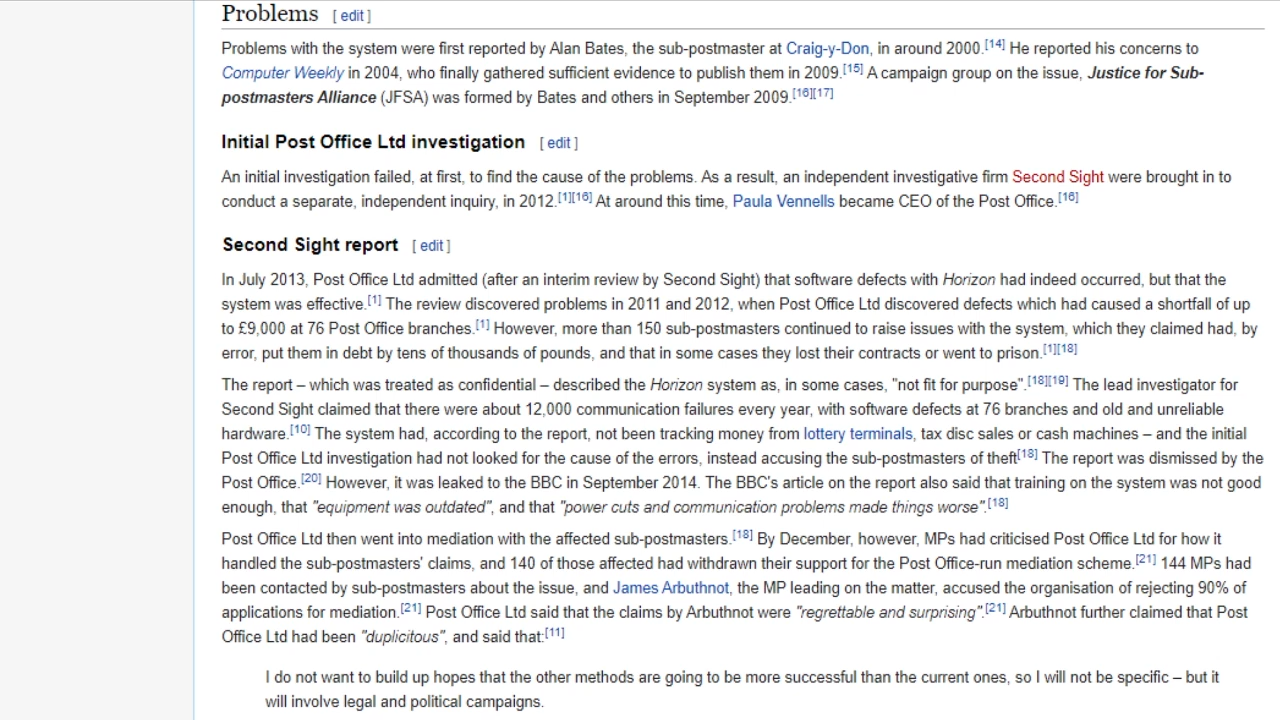 Problems [ edit ]
Problems with the system were first reported by Alan Bates, the sub-postmaster at Craig-y-Don, in around 2000.[14] He reported his concerns to
Computer Weekly in 2004, who finally gathered sufficient evidence to publish them in 2009.[15] A campaign group on the issue, Justice for Sub-
postmasters Alliance (JFSA) was formed by Bates and others in September 2009.[16][17]
Initial Post Office Ltd investigation [ edit ]
An initial investigation failed, at first, to find the cause of the problems. As a result, an independent investigative firm Second Sight were brought in to
conduct a separate, independent inquiry, in 2012.[1][16] At around this time, Paula Vennells became CEO of the Post Office.[16]
Second Sight report [ edit ]
In July 2013, Post Office Ltd admitted (after an interim review by Second Sight) that software defects with Horizon had indeed occurred, but that the
system was effective.[1] The review discovered problems in 2011 and 2012, when Post Office Ltd discovered defects which had caused a shortfall of up
to £9,000 at 76 Post Office branches.[1] However, more than 150 sub-postmasters continued to raise issues with the system, which they claimed had, by
error, put them in debt by tens of thousands of pounds, and that in some cases they lost their contracts or went to prison.[1][18]
The report – which was treated as confidential – described the Horizon system as, in some cases, "not fit for purpose".[18][19] The lead investigator for
Second Sight claimed that there were about 12,000 communication failures every year, with software defects at 76 branches and old and unreliable
hardware.[10] The system had, according to the report, not been tracking money from lottery terminals, tax disc sales or cash machines – and the initial
Post Office Ltd investigation had not looked for the cause of the errors, instead accusing the sub-postmasters of theft[18] The report was dismissed by the
Post Office.[20] However, it was leaked to the BBC in September 2014. The BBC's article on the report also said that training on the system was not good
enough, that "equipment was outdated", and that "power cuts and communication problems made things worse".[18]
Post Office Ltd then went into mediation with the affected sub-postmasters.[18] By December, however, MPs had criticised Post Office Ltd for how it
handled the sub-postmasters' claims, and 140 of those affected had withdrawn their support for the Post Office-run mediation scheme.[21] 144 MPs had
been contacted by sub-postmasters about the issue, and James Arbuthnot, the MP leading on the matter, accused the organisation of rejecting 90% of
applications for mediation.[21] Post Office Ltd said that the claims by Arbuthnot were "regrettable and surprising".[21] Arbuthnot further claimed that Post
Office Ltd had been "duplicitous", and said that:[11]
I do not want to build up hopes that the other methods are going to be more successful than the current ones, so I will not be specific – but it
will involve legal and political campaigns.